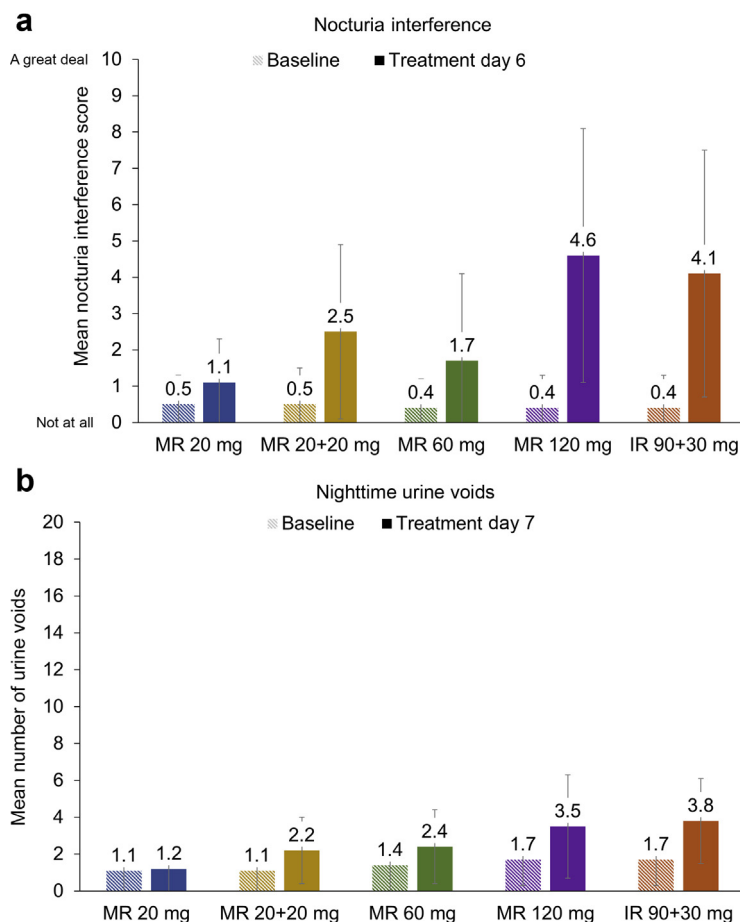 a
Nocturia interference
A great deal
Baseline
Treatment day 6
Mean nocturia interference score
10
9
8
7
6
5
4
3
2
1
0
Not at all
0.5
1.1
0.5
2.5
0.4
1.7
0.4
4.6
0.4
4.1
MR 20 mg
MR 20+20 mg
MR 60 mg
MR 120 mg
IR 90+30 mg
b
Nighttime urine voids
Baseline
Treatment day 7
Mean number of urine voids
20
18
16
14
12
10
8
6
4
2
0
1.1
1.2
1.1
2.2
1.4
2.4
1.7
3.5
1.7
3.8
MR 20 mg
MR 20+20 mg
MR 60 mg
MR 120 mg
IR 90+30 mg